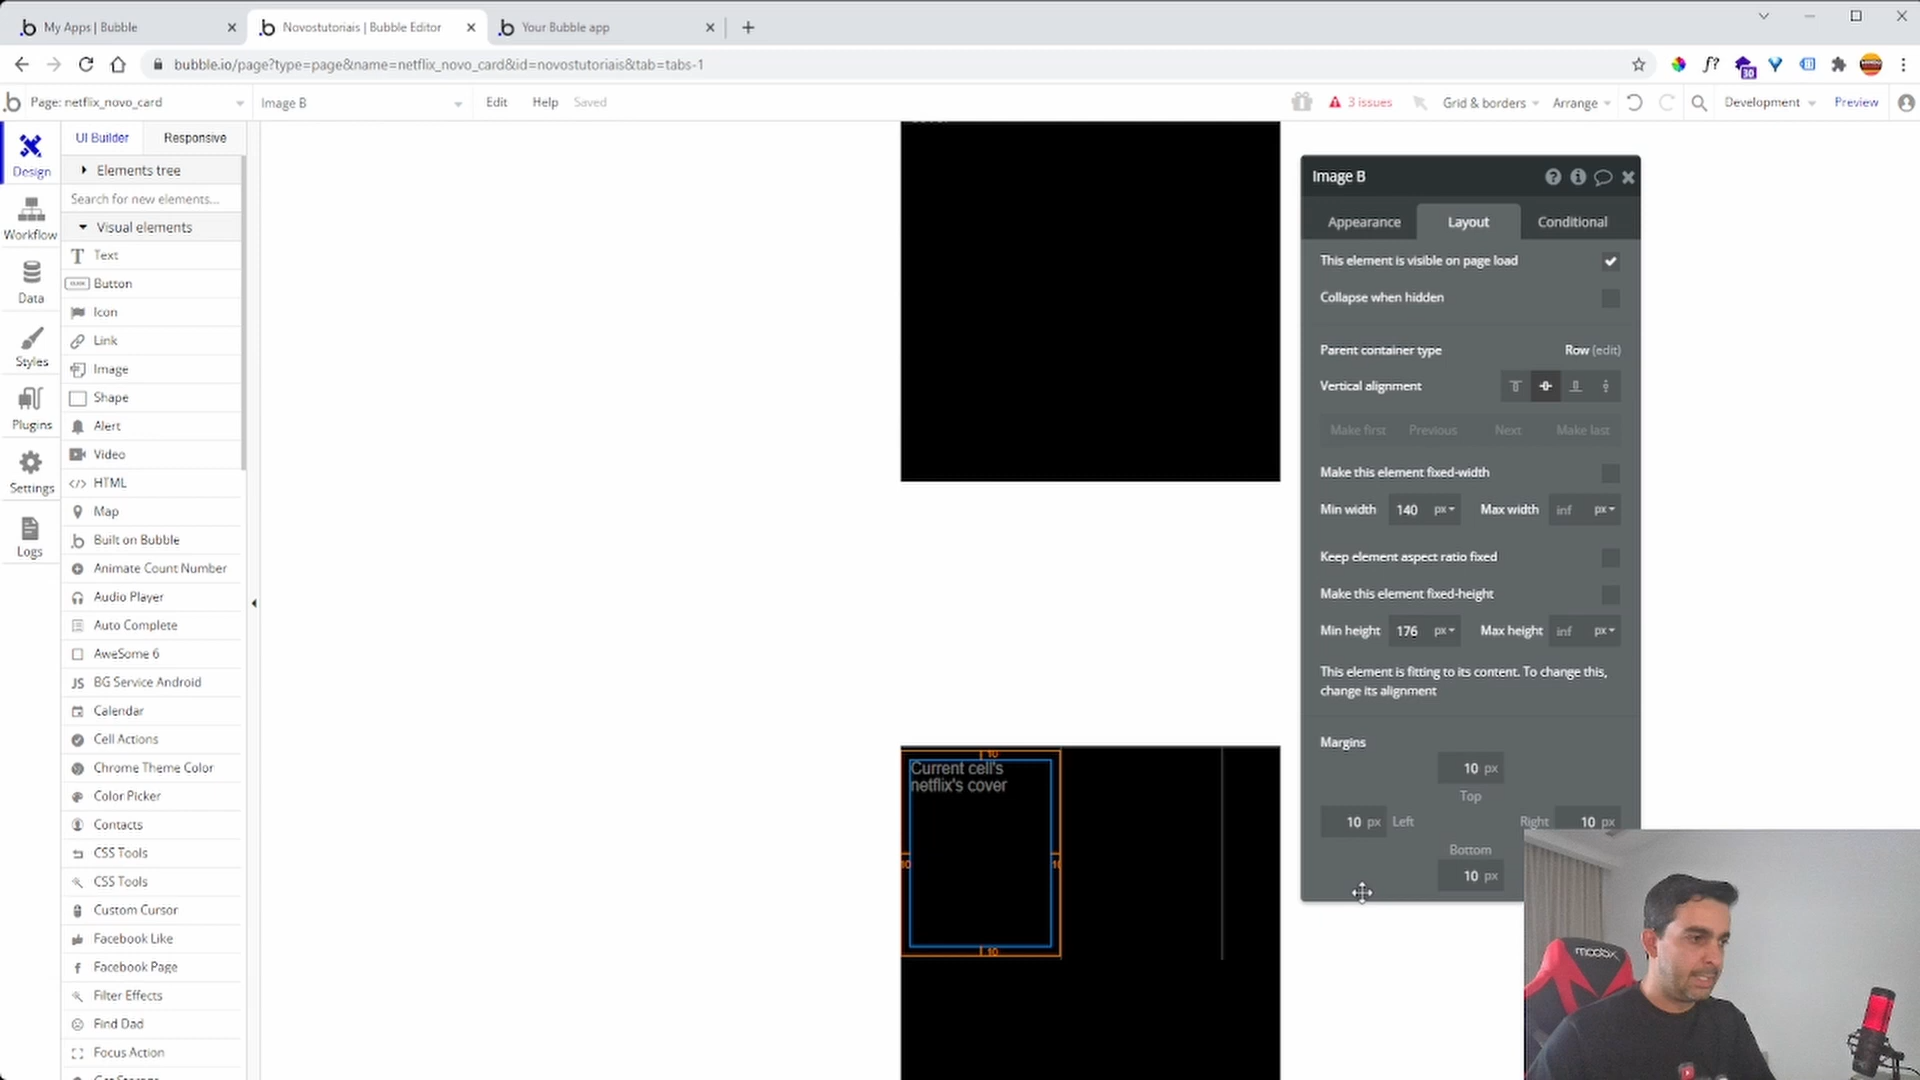 My Apps | Bubble
Novostutoriais | Bubble Editor
Your Bubble app
bubble.io/page?type=page&name=netflix_novo_card&id=novostutoriais&tab=tabs-1
f?
30
Page: netflix_novo_card
Image B
Edit
Help
Saved
3 issues
Grid & borders
Arrange
Development
Preview
Design
Workflow
Data
Styles
Plugins
Settings
Logs
UI Builder
Responsive
Elements tree
Search for new elements...
Visual elements
Text
Button
Icon
Link
Image
Shape
Alert
Video
HTML
Map
Built on Bubble
Animate Count Number
Audio Player
Auto Complete
AweSome 6
BG Service Android
Calendar
Cell Actions
Chrome Theme Color
Color Picker
Contacts
CSS Tools
CSS Tools
Custom Cursor
Facebook Like
Facebook Page
Filter Effects
Find Dad
Focus Action
Current cell's
netflix's cover
10
10
10
Image B
Appearance
Layout
Conditional
This element is visible on page load
Collapse when hidden
Parent container type
Row (edit)
Vertical alignment
Make first
Previous
Next
Make last
Make this element fixed-width
Min width 140 px
Max width inf px
Keep element aspect ratio fixed
Make this element fixed-height
Min height 176 px
Max height inf px
This element is fitting to its content. To change this,
change its alignment
Margins
10 px
Top
10 px Left
Right 10 px
Bottom
10 px
modax